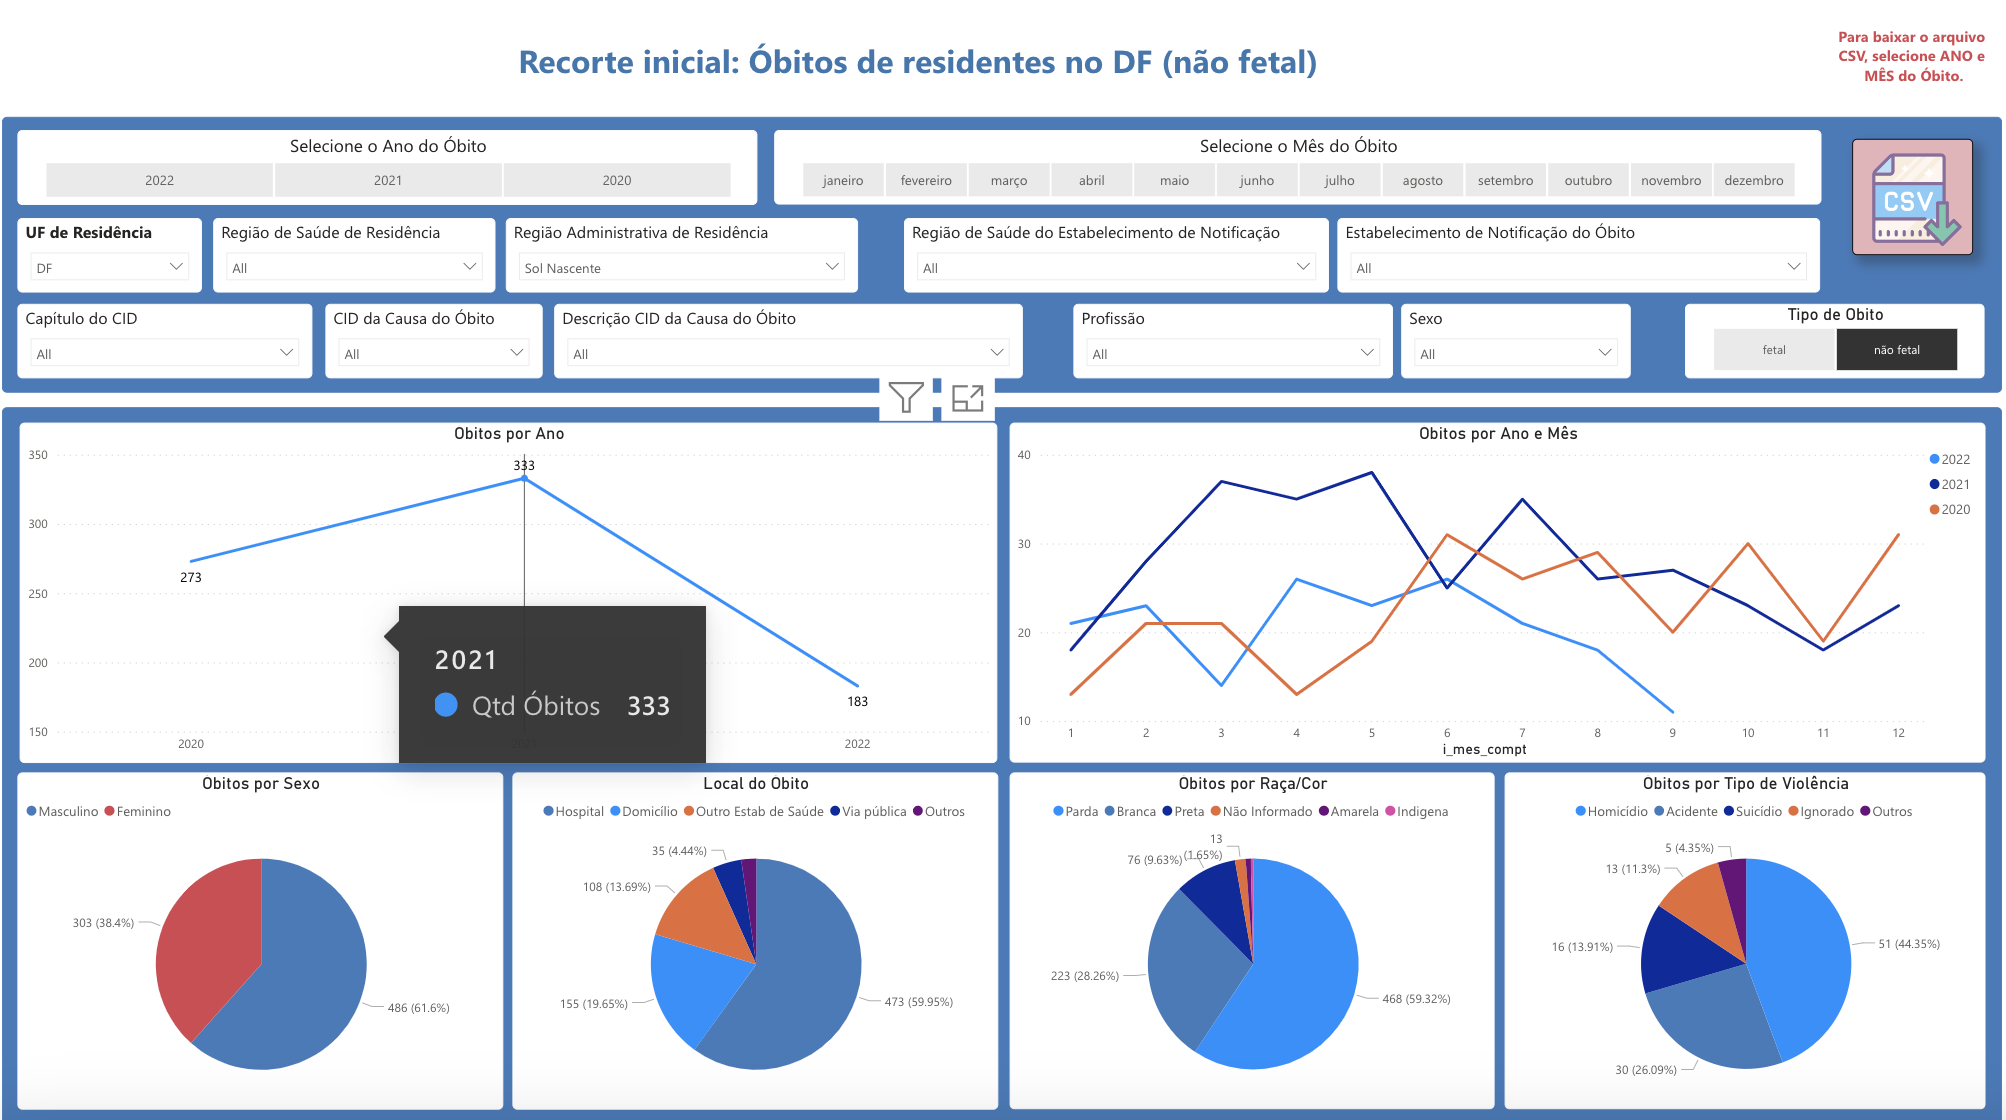 Recorte inicial: Óbitos de residentes no DF (não fetal)
Para baixar o arquivo
CSV, selecione ANO e
MÊS do Óbito.
Selecione o Ano do Óbito
2022 2021 2020
Selecione o Mês do Óbito
janeiro fevereiro março abril maio junho julho agosto setembro outubro novembro dezembro
CSV
UF de Residência
DF
Região de Saúde de Residência
All
Região Administrativa de Residência
Sol Nascente
Região de Saúde do Estabelecimento de Notificação
All
Estabelecimento de Notificação do Óbito
All
Capítulo do CID
All
CID da Causa do Óbito
All
Descrição CID da Causa do Óbito
All
Profissão
All
Sexo
All
Tipo de Obito
fetal não fetal
Obitos por Ano
350
300
250
200
150
273
333
183
2020 2022
2021
Qtd Óbitos 333
Obitos por Ano e Mês
2022
2021
2020
40
30
20
10
1 2 3 4 5 6 7 8 9 10 11 12
i_mes_compt
Obitos por Sexo
Masculino Feminino
303 (38.4%)
486 (61.6%)
Local do Obito
Hospital Domicílio Outro Estab de Saúde Via pública Outros
35 (4.44%)
108 (13.69%)
155 (19.65%)
473 (59.95%)
Obitos por Raça/Cor
Parda Branca Preta Não Informado Amarela Indigena
13
(1.65%)
76 (9.63%)
223 (28.26%)
468 (59.32%)
Obitos por Tipo de Violência
Homicídio Acidente Suicídio Ignorado Outros
5 (4.35%)
13 (11.3%)
16 (13.91%)
51 (44.35%)
30 (26.09%)